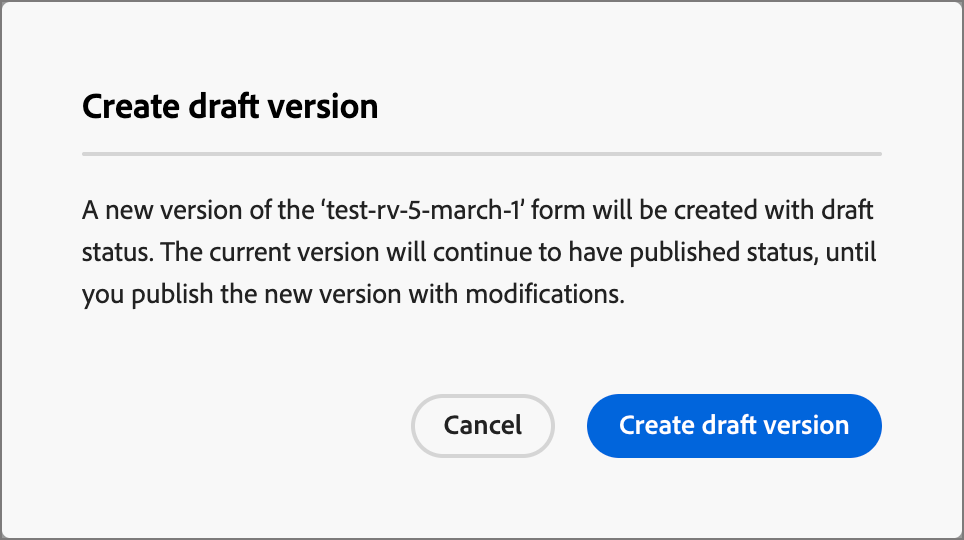 Create draft version
A new version of the ‘test-rv-5-march-1’ form will be created with draft
status. The current version will continue to have published status, until
you publish the new version with modifications.
Cancel
Create draft version